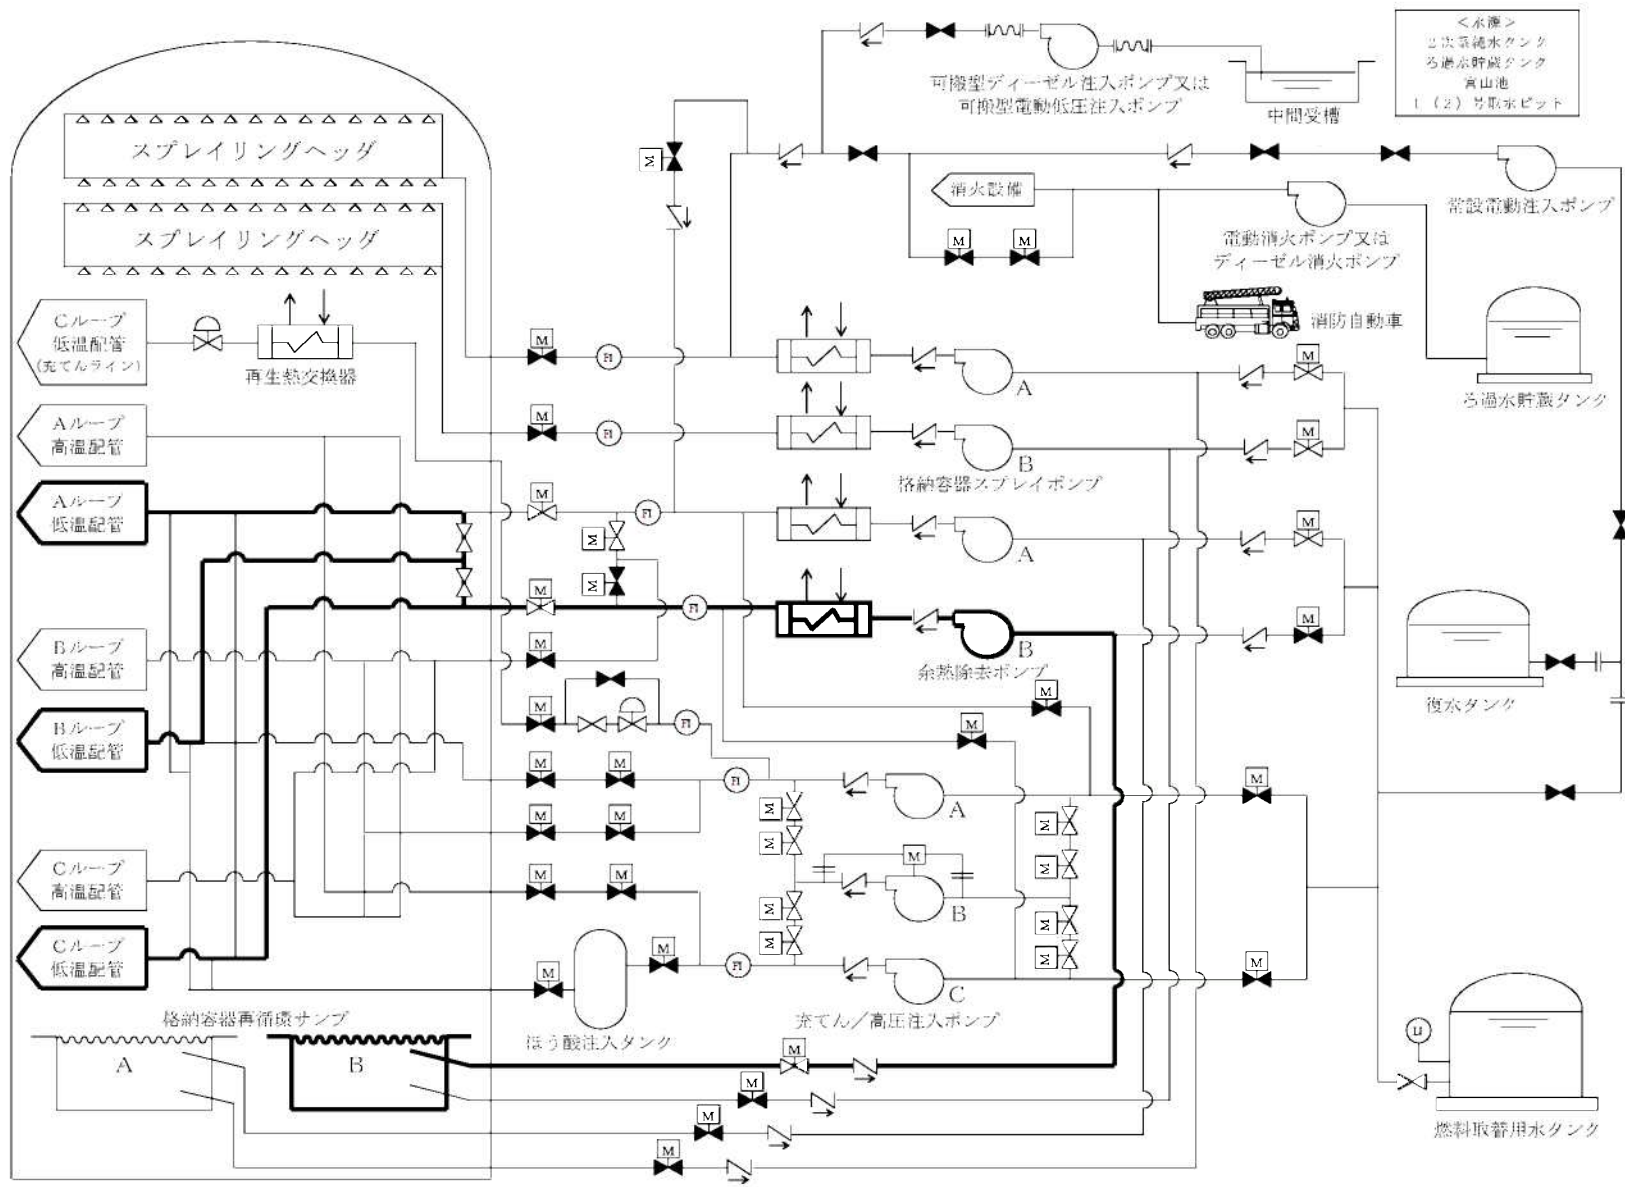 <水源>
2次系純水タンク
ろ過水貯蔵タンク
宮山池
1(2)号取水ピット
可搬型ディーゼル注入ポンプ又は
可搬型電動低圧注入ポンプ
中間受槽
スプレイリングヘッダ
スプレイリングヘッダ
M
消火設備
常設電動注入ポンプ
M
M
電動消火ポンプ又は
ディーゼル消火ポンプ
消防自動車
ろ過水貯蔵タンク
Cループ
低温配管
(充てんライン)
再生熱交換器
M
FI
A
M
Aループ
高温配管
M
FI
B
M
格納容器スプレイポンプ
Aループ
低温配管
M
FI
M
A
M
M
M
FI
B
M
余熱除去ポンプ
Bループ
高温配管
M
復水タンク
Bループ
低温配管
M
FI
M
M
M
M
FI
A
M
M
M
M
M
M
M
M
B
M
M
M
M
Cループ
高温配管
M
M
Cループ
低温配管
M
M
FI
C
M
ほう酸注入タンク
充てん/高圧注入ポンプ
格納容器再循環サンプ
A
B
M
M
M
M
LI
燃料取替用水タンク